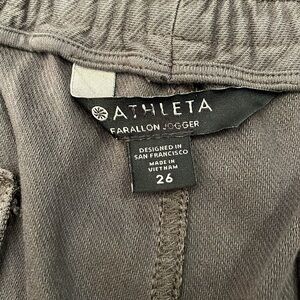 ATHLETA
FARALLON JOGGER
DESIGNED IN
SAN FRANCISCO
MADE IN
VIETNAM
26